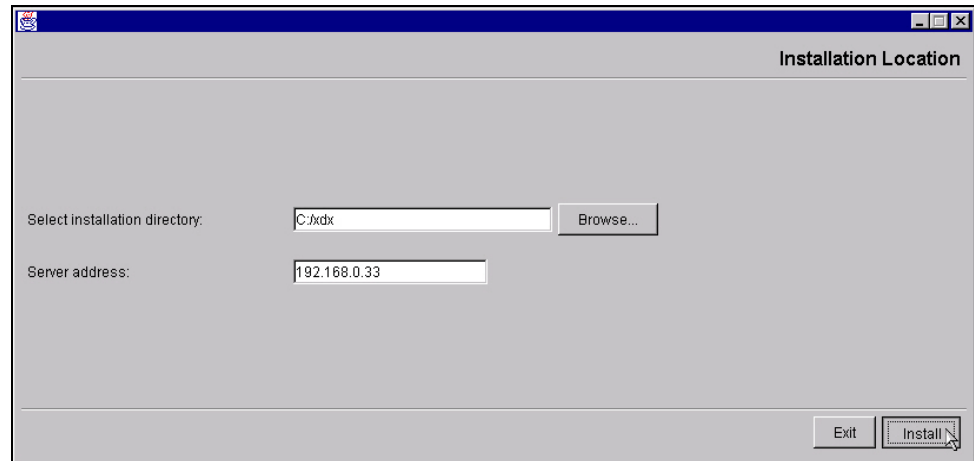 Installation Location
Select installation directory: C:/xdx Browse...
Server address: 192.168.0.33
Exit Install